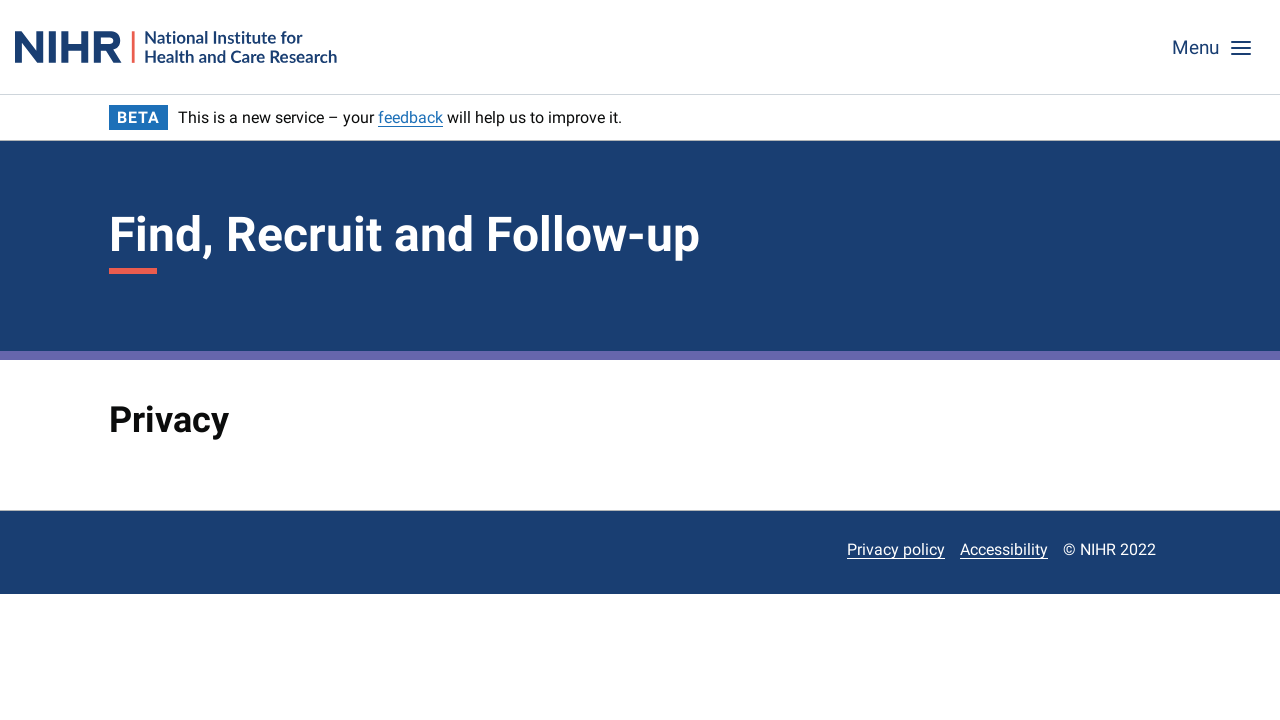 NIHR National Institute for
Health and Care Research
Menu
BETA This is a new service – your feedback will help us to improve it.
Find, Recruit and Follow-up
Privacy
Privacy policy Accessibility © NIHR 2022